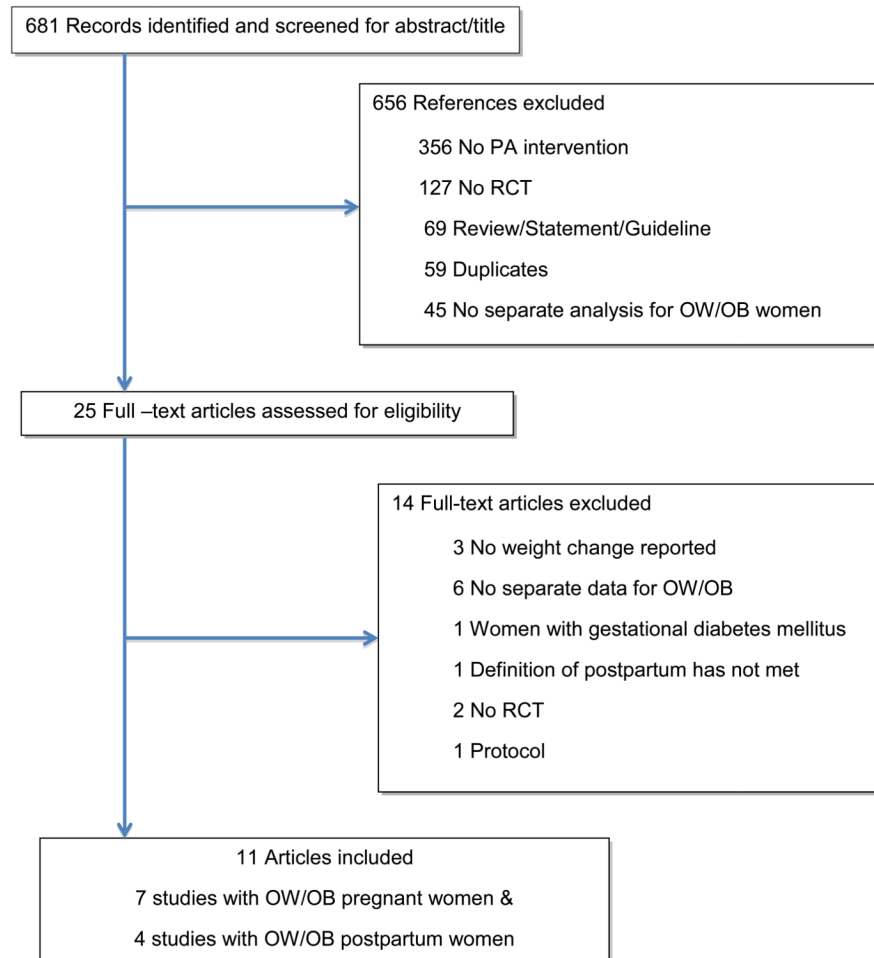 681 Records identified and screened for abstract/title
656 References excluded
356 No PA intervention
127 No RCT
69 Review/Statement/Guideline
59 Duplicates
45 No separate analysis for OW/OB women
25 Full –text articles assessed for eligibility
14 Full-text articles excluded
3 No weight change reported
6 No separate data for OW/OB
1 Women with gestational diabetes mellitus
1 Definition of postpartum has not met
2 No RCT
1 Protocol
11 Articles included
7 studies with OW/OB pregnant women &
4 studies with OW/OB postpartum women